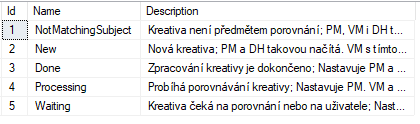 Id Name Description
1 NotMatchingSubject Kreativa není předmětem porovnání; PM, VM i DH t...
2 New Nová kreativa; PM a DH takovou načítá. VM s tímto...
3 Done Zpracování kreativy je dokončeno; Nastavuje PM a ...
4 Processing Probíhá porovnávání kreativy; Nastavuje PM. VM a ...
5 Waiting Kreativa čeká na porovnání nebo na uživatele; Nast...